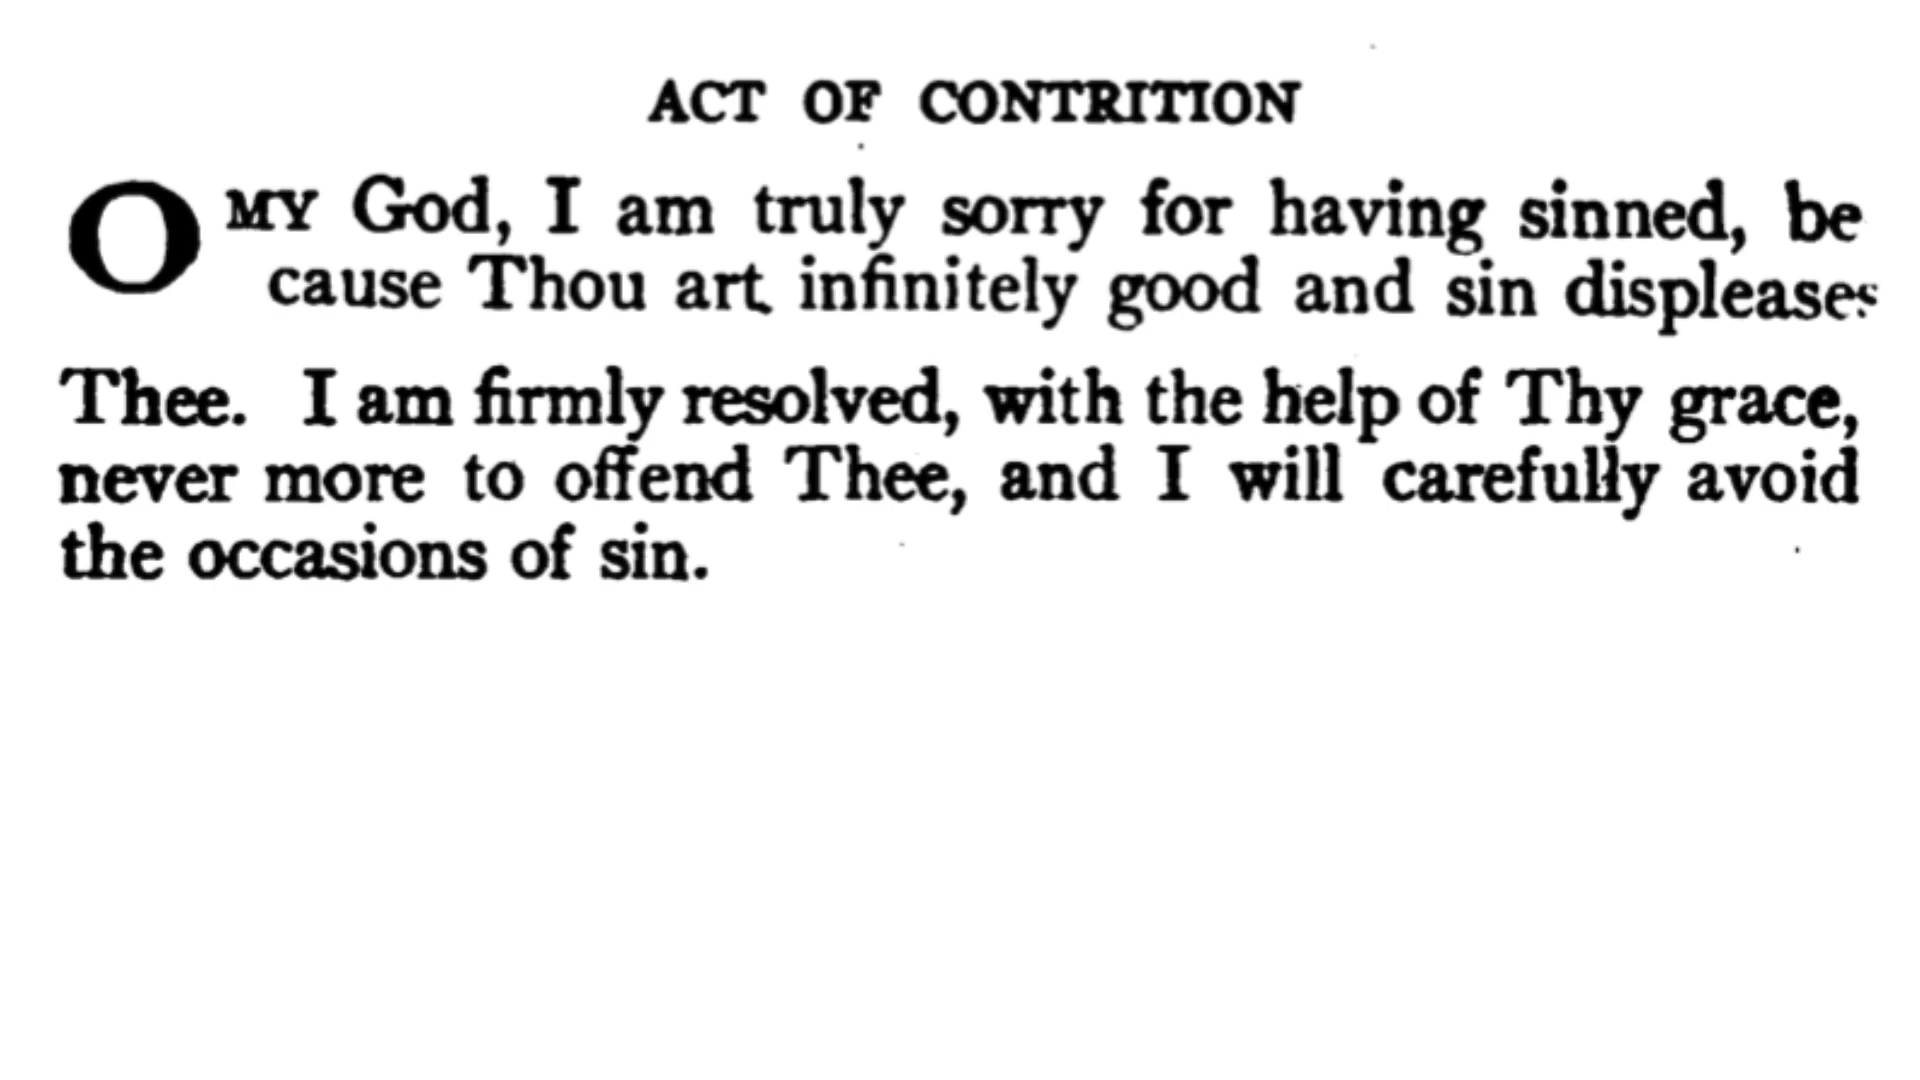 ACT OF CONTRITION
O MY God, I am truly sorry for having sinned, be
cause Thou art infinitely good and sin displeases
Thee. I am firmly resolved, with the help of Thy grace,
never more to offend Thee, and I will carefully avoid
the occasions of sin.